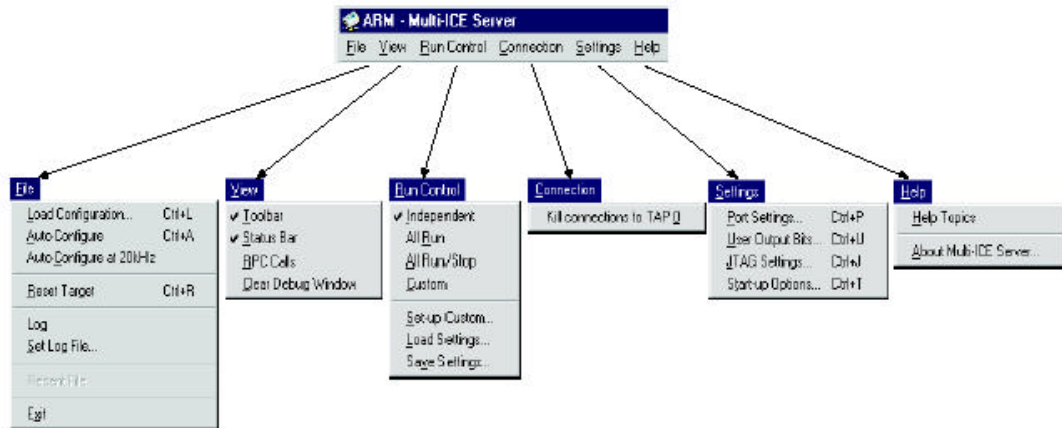 ARM - Multi-ICE Server
File View Run Control Connection Settings Help
File
Load Configuration... Ctrl+L
Auto-Configure Ctrl+A
Auto-Configure at 20kHz
Reset Target Ctrl+R
Log
Set Log File...
Recent File
Exit
View
Toolbar
Status Bar
RPC Calls
Clear Debug Window
Run Control
Independent
All Run
All Run/Stop
Custom
Set-up Custom...
Load Settings...
Save Settings...
Connection
Kill connections to TAP 0
Settings
Port Settings... Ctrl+P
User Output Bits... Ctrl+U
JTAG Settings... Ctrl+J
Start-up Options... Ctrl+T
Help
Help Topics
About Multi-ICE Server...